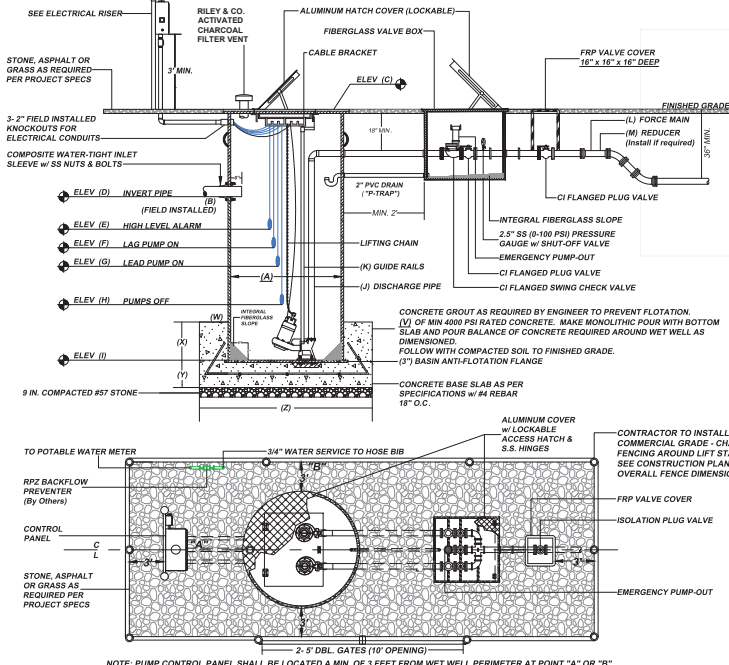 SEE ELECTRICAL RISER
RILEY & CO.
ACTIVATED
CHARCOAL
FILTER VENT
ALUMINUM HATCH COVER (LOCKABLE)
FIBERGLASS VALVE BOX
CABLE BRACKET
ELEV (C)
FRP VALVE COVER
16" x 16" x 16" DEEP
STONE, ASPHALT OR
GRASS AS REQUIRED
PER PROJECT SPECS
3' MIN.
FINISHED GRADE
3- 2" FIELD INSTALLED
KNOCKOUTS FOR
ELECTRICAL CONDUITS
18" MIN.
(L) FORCE MAIN
(M) REDUCER
(Install if required)
36" MIN.
COMPOSITE WATER-TIGHT INLET
SLEEVE w/ SS NUTS & BOLTS
2" PVC DRAIN
("P-TRAP")
MIN. 2'
CI FLANGED PLUG VALVE
ELEV (D) INVERT PIPE
(B)
(FIELD INSTALLED)
ELEV (E) HIGH LEVEL ALARM
ELEV (F) LAG PUMP ON
ELEV (G) LEAD PUMP ON
ELEV (H) PUMPS OFF
ELEV (I)
INTEGRAL FIBERGLASS SLOPE
2.5" SS (0-100 PSI) PRESSURE
GAUGE w/ SHUT-OFF VALVE
EMERGENCY PUMP-OUT
CI FLANGED PLUG VALVE
CI FLANGED SWING CHECK VALVE
LIFTING CHAIN
(K) GUIDE RAILS
(A)
(J) DISCHARGE PIPE
(W)
INTEGRAL
FIBERGLASS
SLOPE
(X)
(Y)
(Z)
CONCRETE GROUT AS REQUIRED BY ENGINEER TO PREVENT FLOTATION.
(V) OF MIN 4000 PSI RATED CONCRETE. MAKE MONOLITHIC POUR WITH BOTTOM
SLAB AND POUR BALANCE OF CONCRETE REQUIRED AROUND WET WELL AS
DIMENSIONED.
FOLLOW WITH COMPACTED SOIL TO FINISHED GRADE.
(3") BASIN ANTI-FLOTATION FLANGE
9 IN. COMPACTED #57 STONE
CONCRETE BASE SLAB AS PER
SPECIFICATIONS w/ #4 REBAR
18" O.C.
ALUMINUM COVER
w/ LOCKABLE
ACCESS HATCH &
S.S. HINGES
CONTRACTOR TO INSTALL
COMMERCIAL GRADE - CHA
FENCING AROUND LIFT STA
SEE CONSTRUCTION PLAN
OVERALL FENCE DIMENSIO
TO POTABLE WATER METER
3/4" WATER SERVICE TO HOSE BIB
"B"
3'
RPZ BACKFLOW
PREVENTER
(By Others)
FRP VALVE COVER
ISOLATION PLUG VALVE
CONTROL
PANEL
C
L
"A"
3'
3'
STONE, ASPHALT
OR GRASS AS
REQUIRED PER
PROJECT SPECS
EMERGENCY PUMP-OUT
3'
2- 5' DBL. GATES (10' OPENING)
NOTE: PUMP CONTROL PANEL SHALL BE LOCATED A MIN. OF 3 FEET FROM WET WELL PERIMETER AT POINT "A" OR "B"